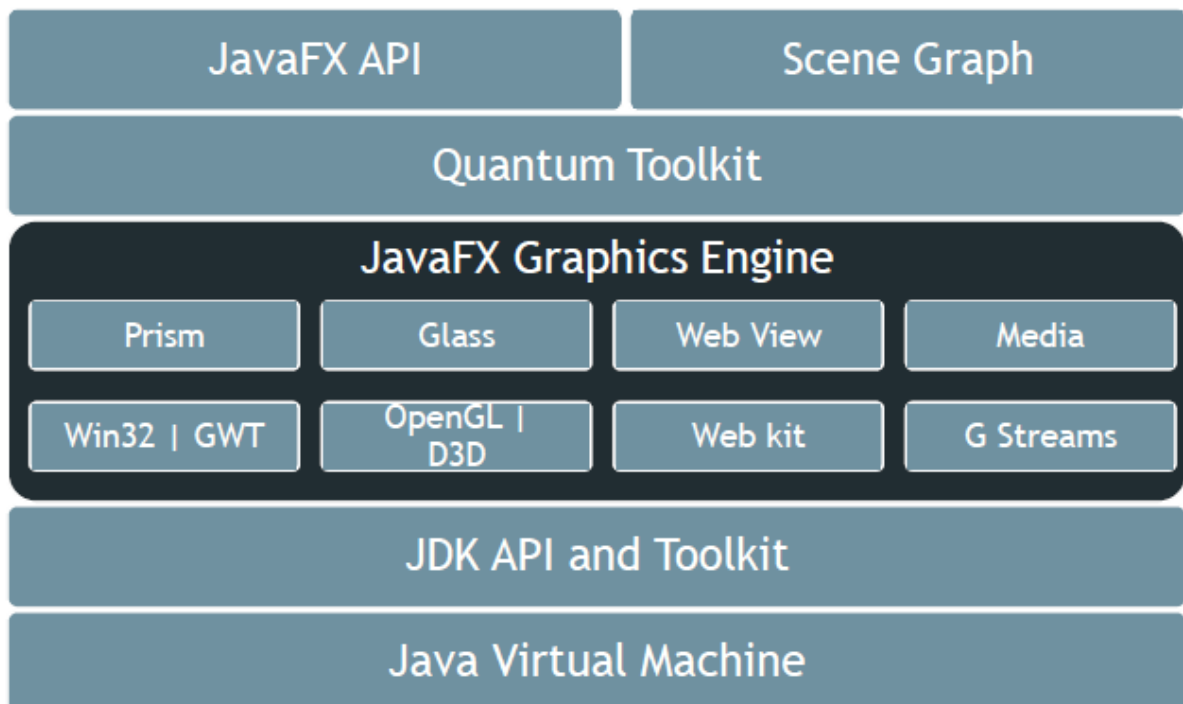 JavaFX API
Scene Graph
Quantum Toolkit
JavaFX Graphics Engine
Prism
Glass
Web View
Media
Win32 | GWT
OpenGL |
D3D
Web kit
G Streams
JDK API and Toolkit
Java Virtual Machine